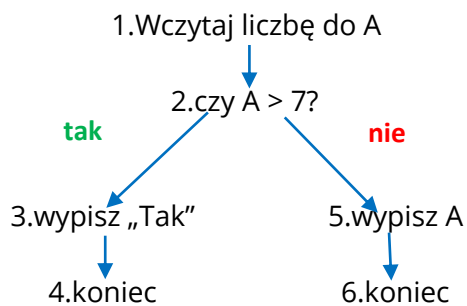 1.Wczytaj liczbę do A
2.czy A > 7?
tak
nie
3.wypisz „Tak”
5.wypisz A
4.koniec
6.koniec